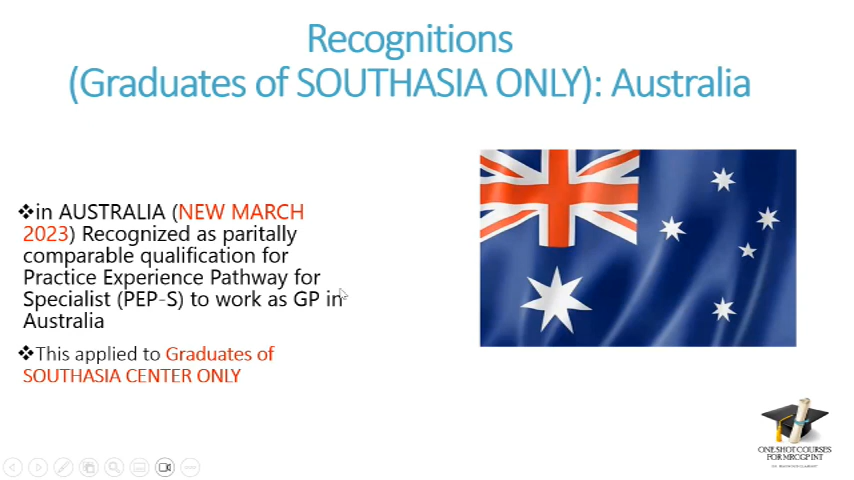 Recognitions
(Graduates of SOUTHASIA ONLY): Australia
❖in AUSTRALIA (NEW MARCH
2023) Recognized as paritally
comparable qualification for
Practice Experience Pathway for
Specialist (PEP-S) to work as GP in
Australia
❖This applied to Graduates of
SOUTHASIA CENTER ONLY
ONE SHOT COURSES
FOR MRCGP INT